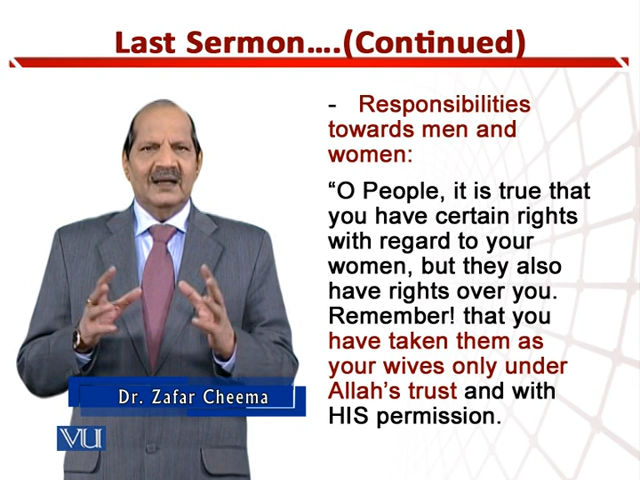 Last Sermon....(Continued)
- Responsibilities
towards men and
women:
“O People, it is true that
you have certain rights
with regard to your
women, but they also
have rights over you.
Remember! that you
have taken them as
your wives only under
Allah’s trust and with
HIS permission.
Dr. Zafar Cheema
VU